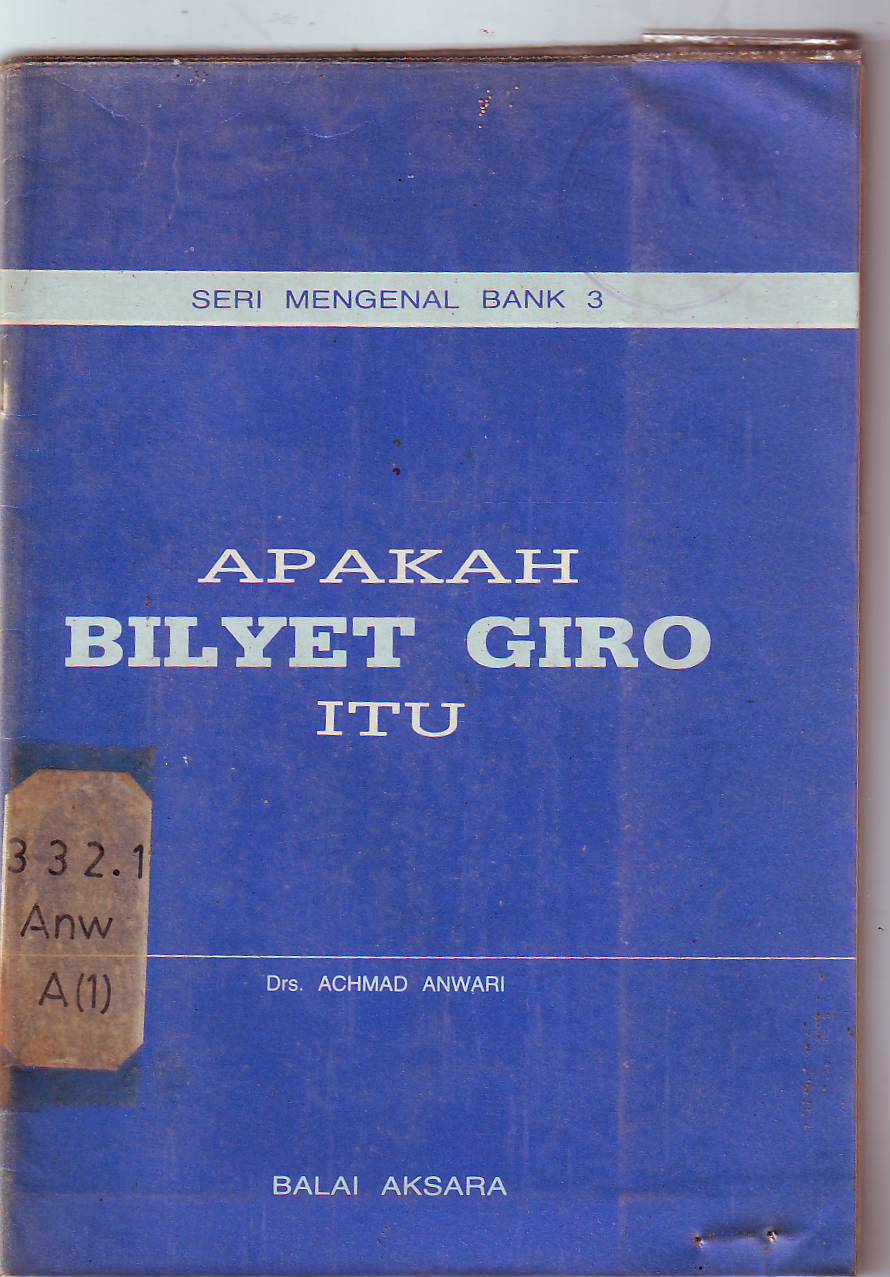 SERI MENGENAL BANK 3
APAKAH
BILYET GIRO
ITU
332.1
Anw
A(1)
Drs. ACHMAD ANWARI
BALAI AKSARA